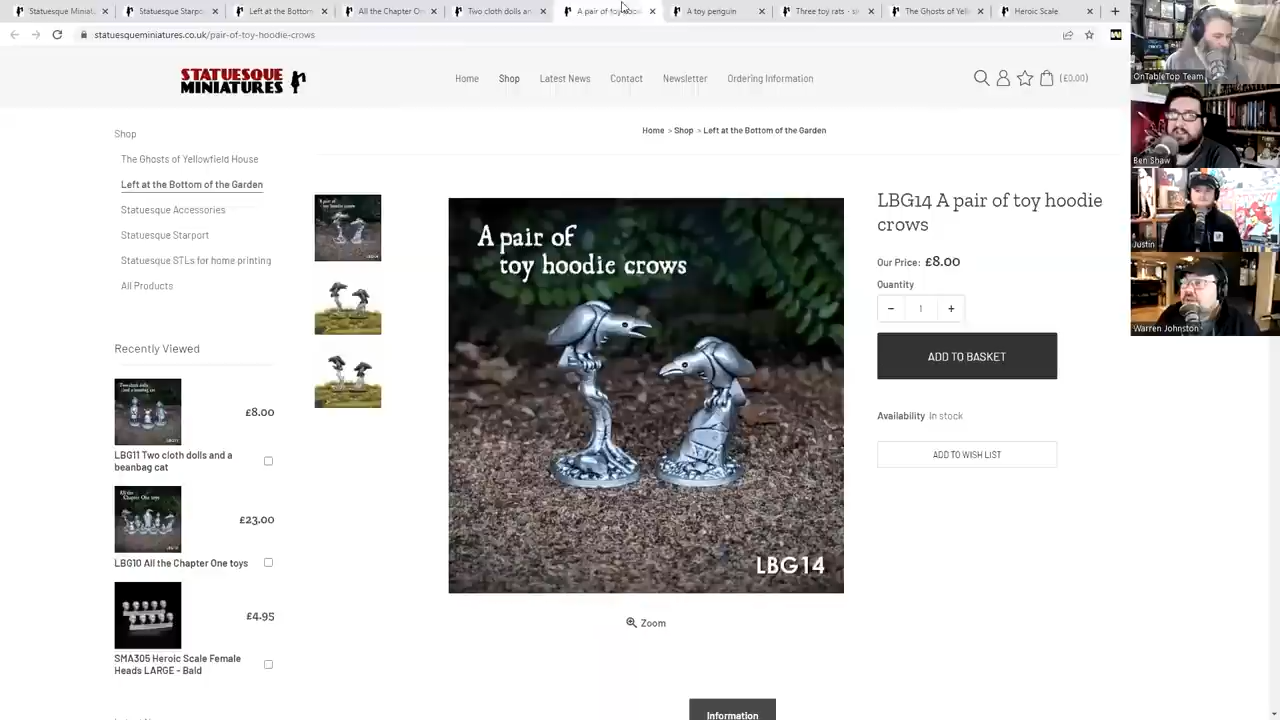 Statuesque Minia
Statuesque Starpo
Left at the Bottom
All the Chapter On
Two cloth dolls an
A pair of toy
A toy penguin
Three toy rats - s
The Ghosts of Yell
Heroic Scale
statuesqueminiatures.co.uk/pair-of-toy-hoodie-crows
STATUESQUE
MINIATURES
Home
Shop
Latest News
Contact
Newsletter
Ordering Information
(£0.00)
Shop
The Ghosts of Yellowfield House
Left at the Bottom of the Garden
Statuesque Accessories
Statuesque Starport
Statuesque STLs for home printing
All Products
Recently Viewed
£8.00
LBG11 Two cloth dolls and a
beanbag cat
£23.00
LBG10 All the Chapter One toys
£4.95
SMA305 Heroic Scale Female
Heads LARGE - Bald
Home > Shop > Left at the Bottom of the Garden
A pair of
toy hoodie crows
LBG14
Zoom
Information
LBG14 A pair of toy hoodie
crows
Our Price: £8.00
Quantity
- 1 +
ADD TO BASKET
Availability In stock
ADD TO WISH LIST
OnTableTop Team
Ben Shaw
Justin
Warren Johnston